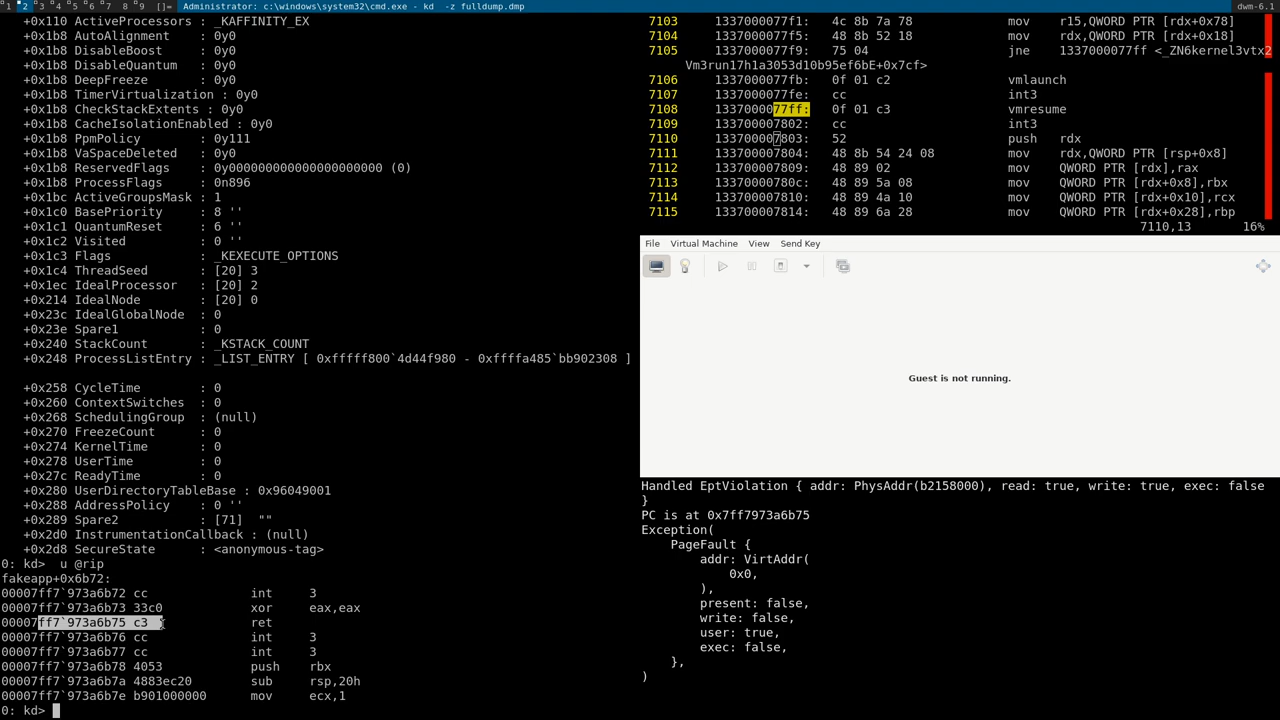 1 2 3 4 5 6 7 8 9 []= Administrator: c:\windows\system32\cmd.exe - kd -z fulldump.dmp dwm-6.1
+0x110 ActiveProcessors : _KAFFINITY_EX
+0x1b8 AutoAlignment : 0y0
+0x1b8 DisableBoost : 0y0
+0x1b8 DisableQuantum : 0y0
+0x1b8 DeepFreeze : 0y0
+0x1b8 TimerVirtualization : 0y0
+0x1b8 CheckStackExtents : 0y0
+0x1b8 CacheIsolationEnabled : 0y0
+0x1b8 PpmPolicy : 0y111
+0x1b8 VaSpaceDeleted : 0y0
+0x1b8 ReservedFlags : 0y000000000000000000000 (0)
+0x1b8 ProcessFlags : 0n896
+0x1bc ActiveGroupsMask : 1
+0x1c0 BasePriority : 8 ''
+0x1c1 QuantumReset : 6 ''
+0x1c2 Visited : 0 ''
+0x1c3 Flags : _KEXECUTE_OPTIONS
+0x1c4 ThreadSeed : [20] 3
+0x1ec IdealProcessor : [20] 2
+0x214 IdealNode : [20] 0
+0x23c IdealGlobalNode : 0
+0x23e Spare1 : 0
+0x240 StackCount : _KSTACK_COUNT
+0x248 ProcessListEntry : _LIST_ENTRY [ 0xfffff800`4d44f980 - 0xffffa485`bb902308 ]
+0x258 CycleTime : 0
+0x260 ContextSwitches : 0
+0x268 SchedulingGroup : (null)
+0x270 FreezeCount : 0
+0x274 KernelTime : 0
+0x278 UserTime : 0
+0x27c ReadyTime : 0
+0x280 UserDirectoryTableBase : 0x96049001
+0x288 AddressPolicy : 0 ''
+0x289 Spare2 : [71] ""
+0x2d0 InstrumentationCallback : (null)
+0x2d8 SecureState : <anonymous-tag>
0: kd> u @rip
fakeapp+0x6b72:
00007ff7`973a6b72 cc int 3
00007ff7`973a6b73 33c0 xor eax,eax
00007ff7`973a6b75 c3 ret
00007ff7`973a6b76 cc int 3
00007ff7`973a6b77 cc int 3
00007ff7`973a6b78 4053 push rbx
00007ff7`973a6b7a 4883ec20 sub rsp,20h
00007ff7`973a6b7e b901000000 mov ecx,1
0: kd>
7103 1337000077f1: 4c 8b 7a 78 mov r15,QWORD PTR [rdx+0x78]
7104 1337000077f5: 48 8b 52 18 mov rdx,QWORD PTR [rdx+0x18]
7105 1337000077f9: 75 04 jne 1337000077ff <_ZN6kernel3vtx2
Vm3run17h1a3053d10b95ef6bE+0x7cf>
7106 1337000077fb: 0f 01 c2 vmlaunch
7107 1337000077fe: cc int3
7108 1337000077ff: 0f 01 c3 vmresume
7109 133700007802: cc int3
7110 133700007803: 52 push rdx
7111 133700007804: 48 8b 54 24 08 mov rdx,QWORD PTR [rsp+0x8]
7112 133700007809: 48 89 02 mov QWORD PTR [rdx],rax
7113 13370000780c: 48 89 5a 08 mov QWORD PTR [rdx+0x8],rbx
7114 133700007810: 48 89 4a 10 mov QWORD PTR [rdx+0x10],rcx
7115 133700007814: 48 89 6a 28 mov QWORD PTR [rdx+0x28],rbp
7110,13 16%
File Virtual Machine View Send Key
Guest is not running.
Handled EptViolation { addr: PhysAddr(b2158000), read: true, write: true, exec: false
}
PC is at 0x7ff7973a6b75
Exception(
PageFault {
addr: VirtAddr(
0x0,
),
present: false,
write: false,
user: true,
exec: false,
},
)